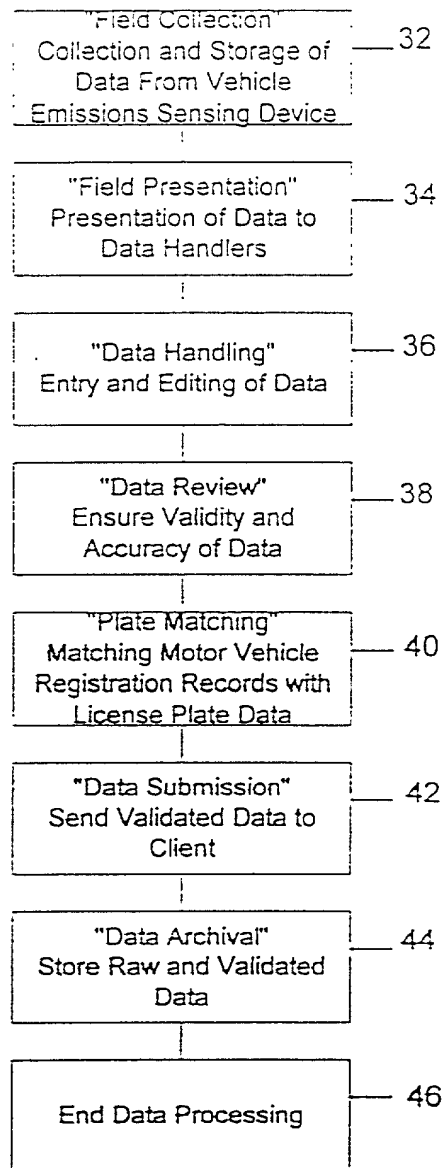 "Field Collection"
Collection and Storage of
Data From Vehicle
Emissions Sensing Device
32
"Field Presentation"
Presentation of Data to
Data Handlers
34
"Data Handling"
Entry and Editing of Data
36
"Data Review"
Ensure Validity and
Accuracy of Data
38
"Plate Matching"
Matching Motor Vehicle
Registration Records with
License Plate Data
40
"Data Submission"
Send Validated Data to
Client
42
"Data Archival"
Store Raw and Validated
Data
44
End Data Processing
46